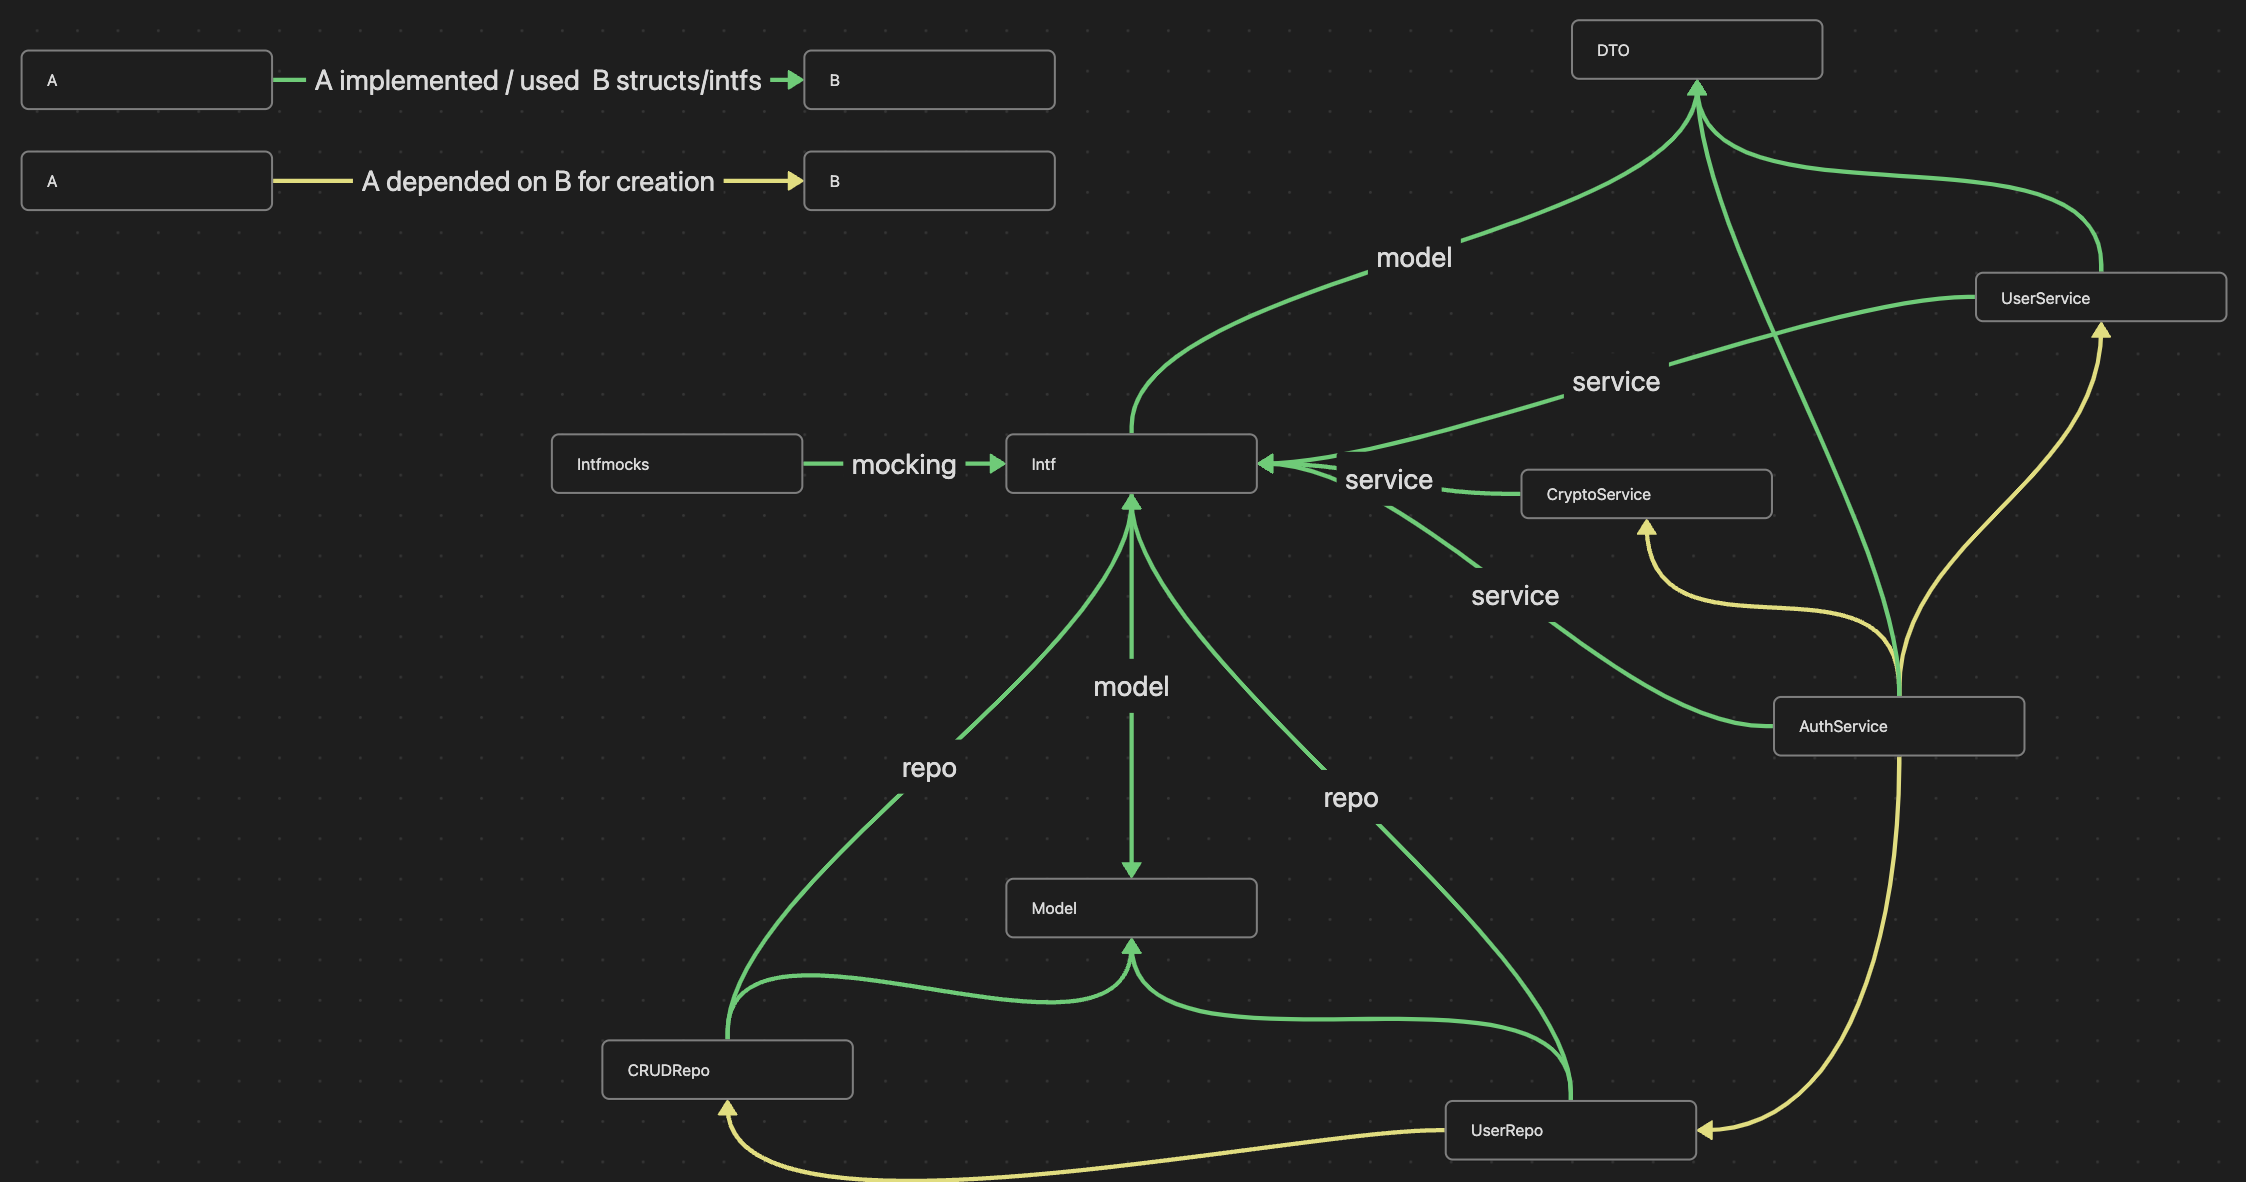 DTO
A
A implemented / used B structs/intfs
B
A
A depended on B for creation
B
model
UserService
service
Intfmocks
mocking
Intf
service
CryptoService
service
model
AuthService
repo
repo
Model
CRUDRepo
UserRepo